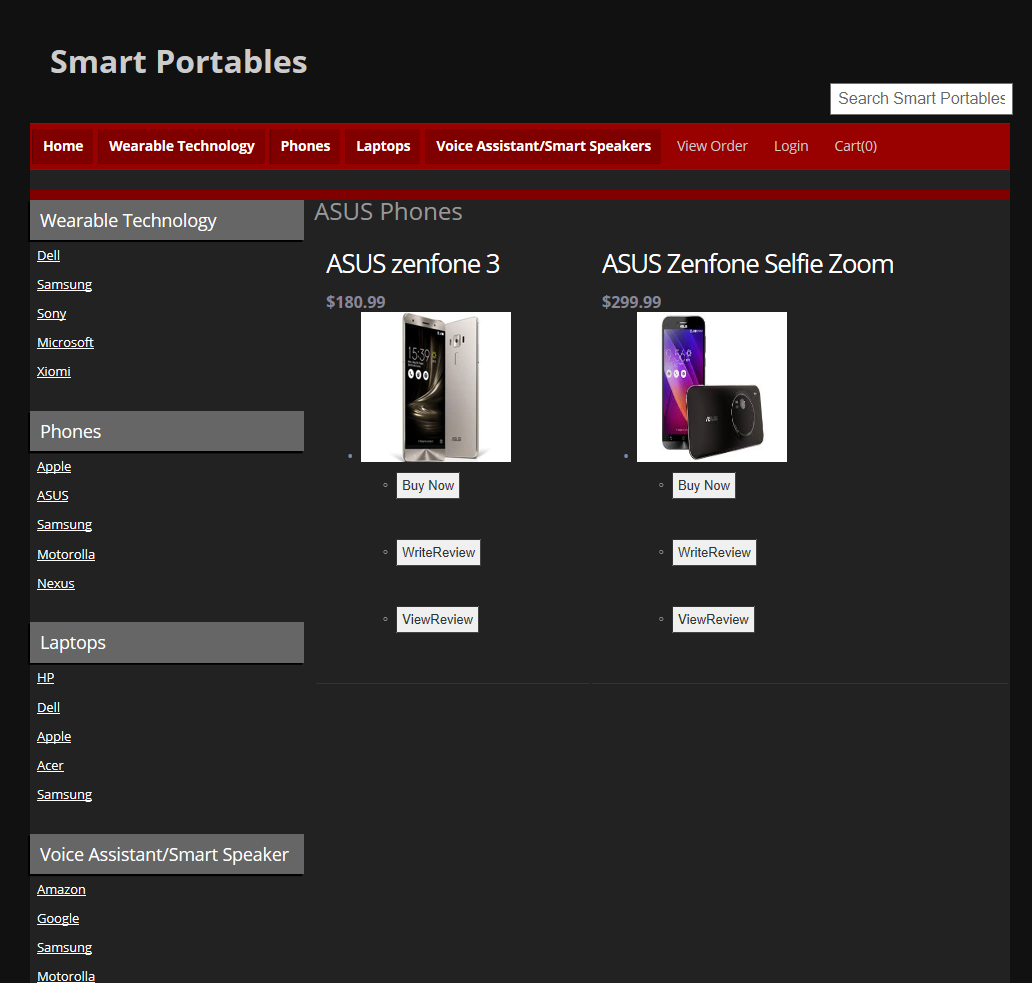 Smart Portables
Search Smart Portables
Home Wearable Technology Phones Laptops Voice Assistant/Smart Speakers View Order Login Cart(0)
Wearable Technology
Dell
Samsung
Sony
Microsoft
Xiomi
Phones
Apple
ASUS
Samsung
Motorolla
Nexus
Laptops
HP
Dell
Apple
Acer
Samsung
Voice Assistant/Smart Speaker
Amazon
Google
Samsung
Motorolla
ASUS Phones
ASUS zenfone 3
$180.99
15:39
ASUS
Buy Now
WriteReview
ViewReview
ASUS Zenfone Selfie Zoom
$299.99
Buy Now
WriteReview
ViewReview